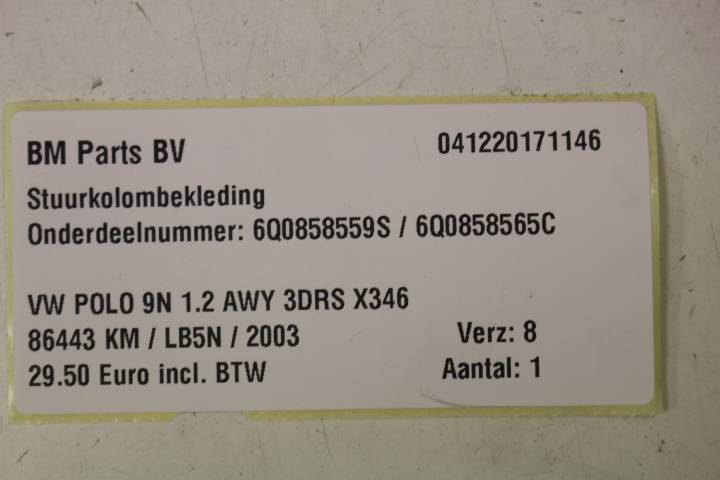 BM Parts BV 041220171146
Stuurkolombekleding
Onderdeelnummer: 6Q0858559S / 6Q0858565C
VW POLO 9N 1.2 AWY 3DRS X346
86443 KM / LB5N / 2003 Verz: 8
29.50 Euro incl. BTW Aantal: 1